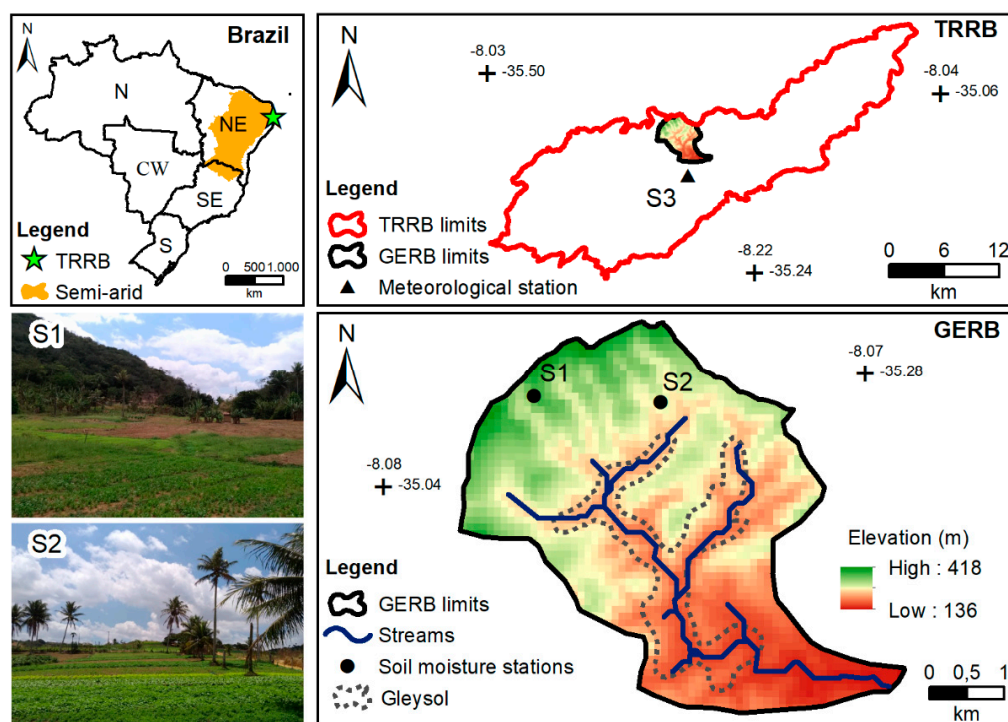 N
Brazil
N
NE
CW
SE
S
Legend
TRRB
Semi-arid
0 500 1.000
km
TRRB
N
-8.03
-35.50
-8.04
-35.06
S3
-8.22
-35.24
Legend
TRRB limits
GERB limits
Meteorological station
0 6 12
km
S1
S2
GERB
N
S1
S2
-8.07
-35.28
-8.08
-35.04
Legend
GERB limits
Streams
Soil moisture stations
Gleysol
Elevation (m)
High : 418
Low : 136
0 0,5 1
km